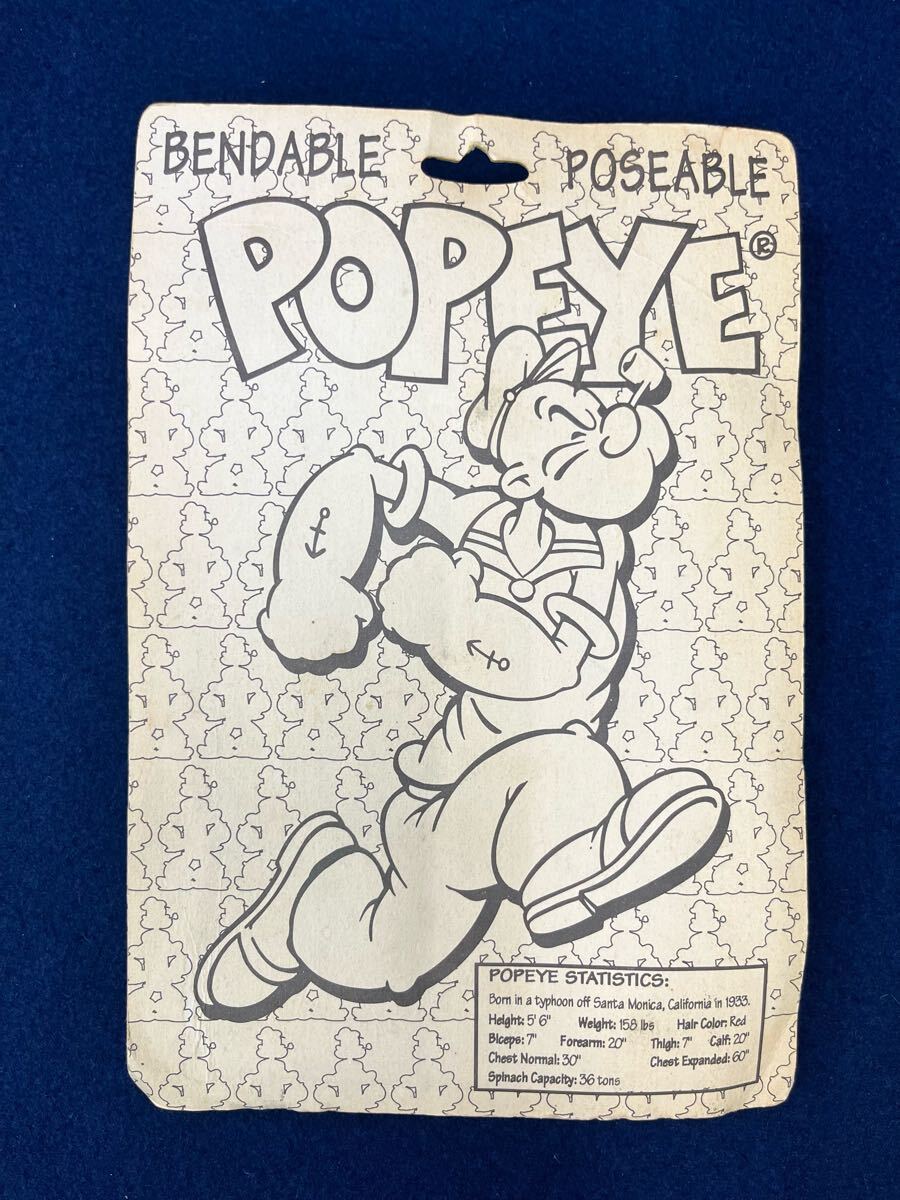 BENDABLE POSEABLE
POPEYE®
POPEYE STATISTICS:
Born in a typhoon off Santa Monica, California in 1933.
Height: 5' 6" Weight: 158 lbs Hair Color: Red
Biceps: 7" Forearm: 20" Thigh: 7" Calf: 20"
Chest Normal: 30" Chest Expanded: 60"
Spinach Capacity: 36 tons